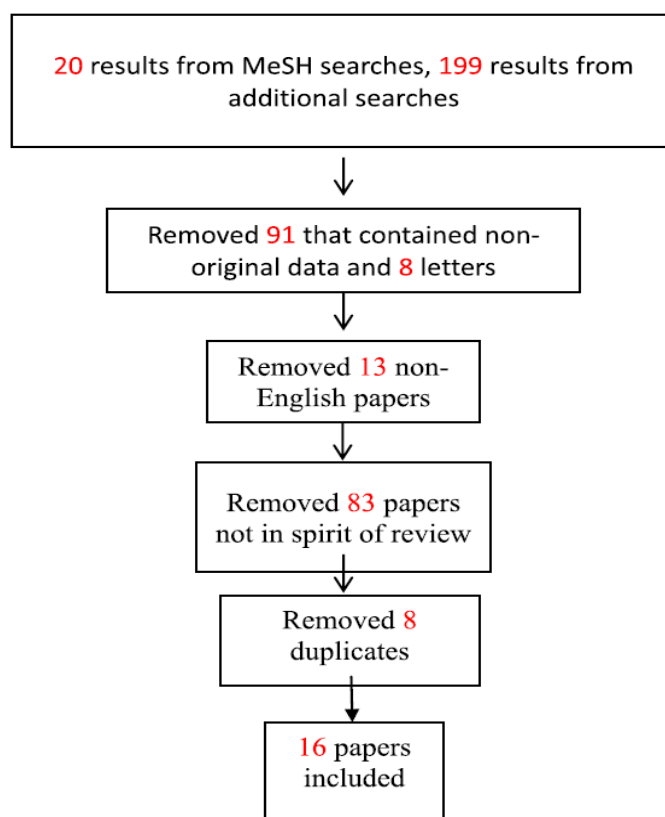 20 results from MeSH searches, 199 results from
additional searches
Removed 91 that contained non-
original data and 8 letters
Removed 13 non-
English papers
Removed 83 papers
not in spirit of review
Removed 8
duplicates
16 papers
included